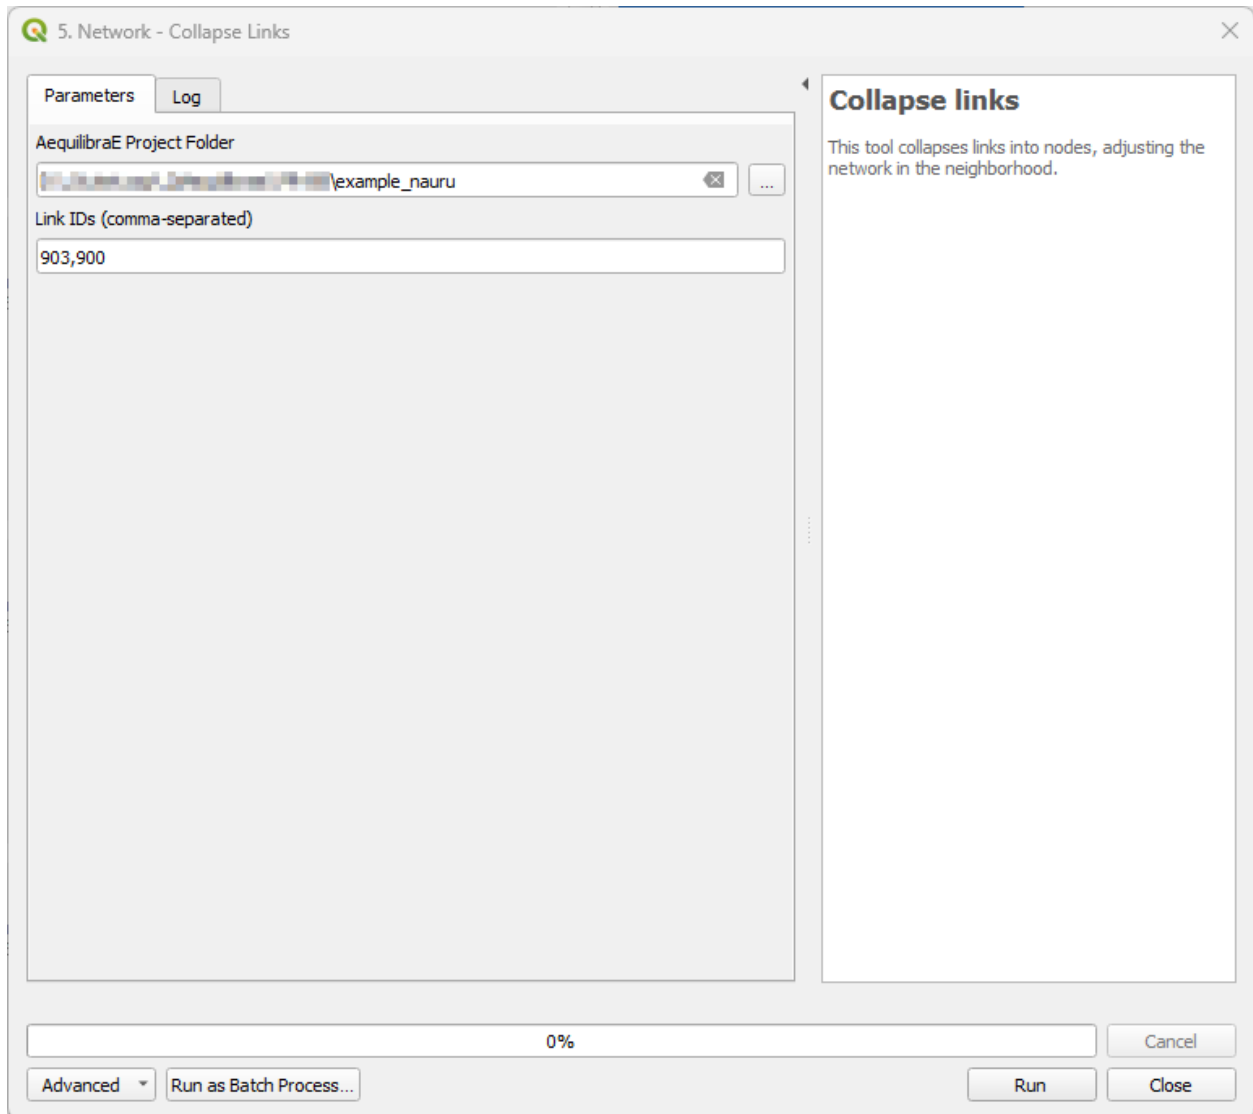 5. Network - Collapse Links
Parameters
Log
AequilibraE Project Folder
\example_nauru
...
Link IDs (comma-separated)
903,900
Collapse links
This tool collapses links into nodes, adjusting the
network in the neighborhood.
0%
Cancel
Advanced
Run as Batch Process...
Run
Close